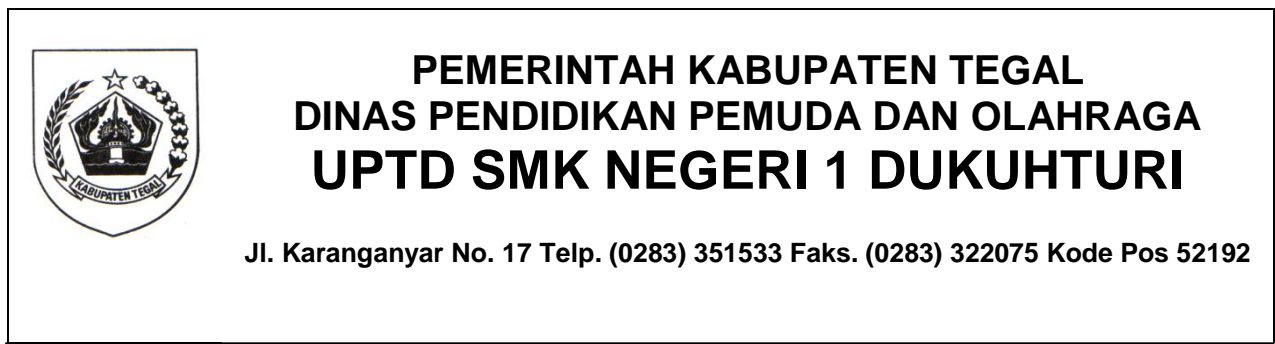 PEMERINTAH KABUPATEN TEGAL
DINAS PENDIDIKAN PEMUDA DAN OLAHRAGA
UPTD SMK NEGERI 1 DUKUHTURI
Jl. Karanganyar No. 17 Telp. (0283) 351533 Faks. (0283) 322075 Kode Pos 52192
KABUPATEN TEGAL